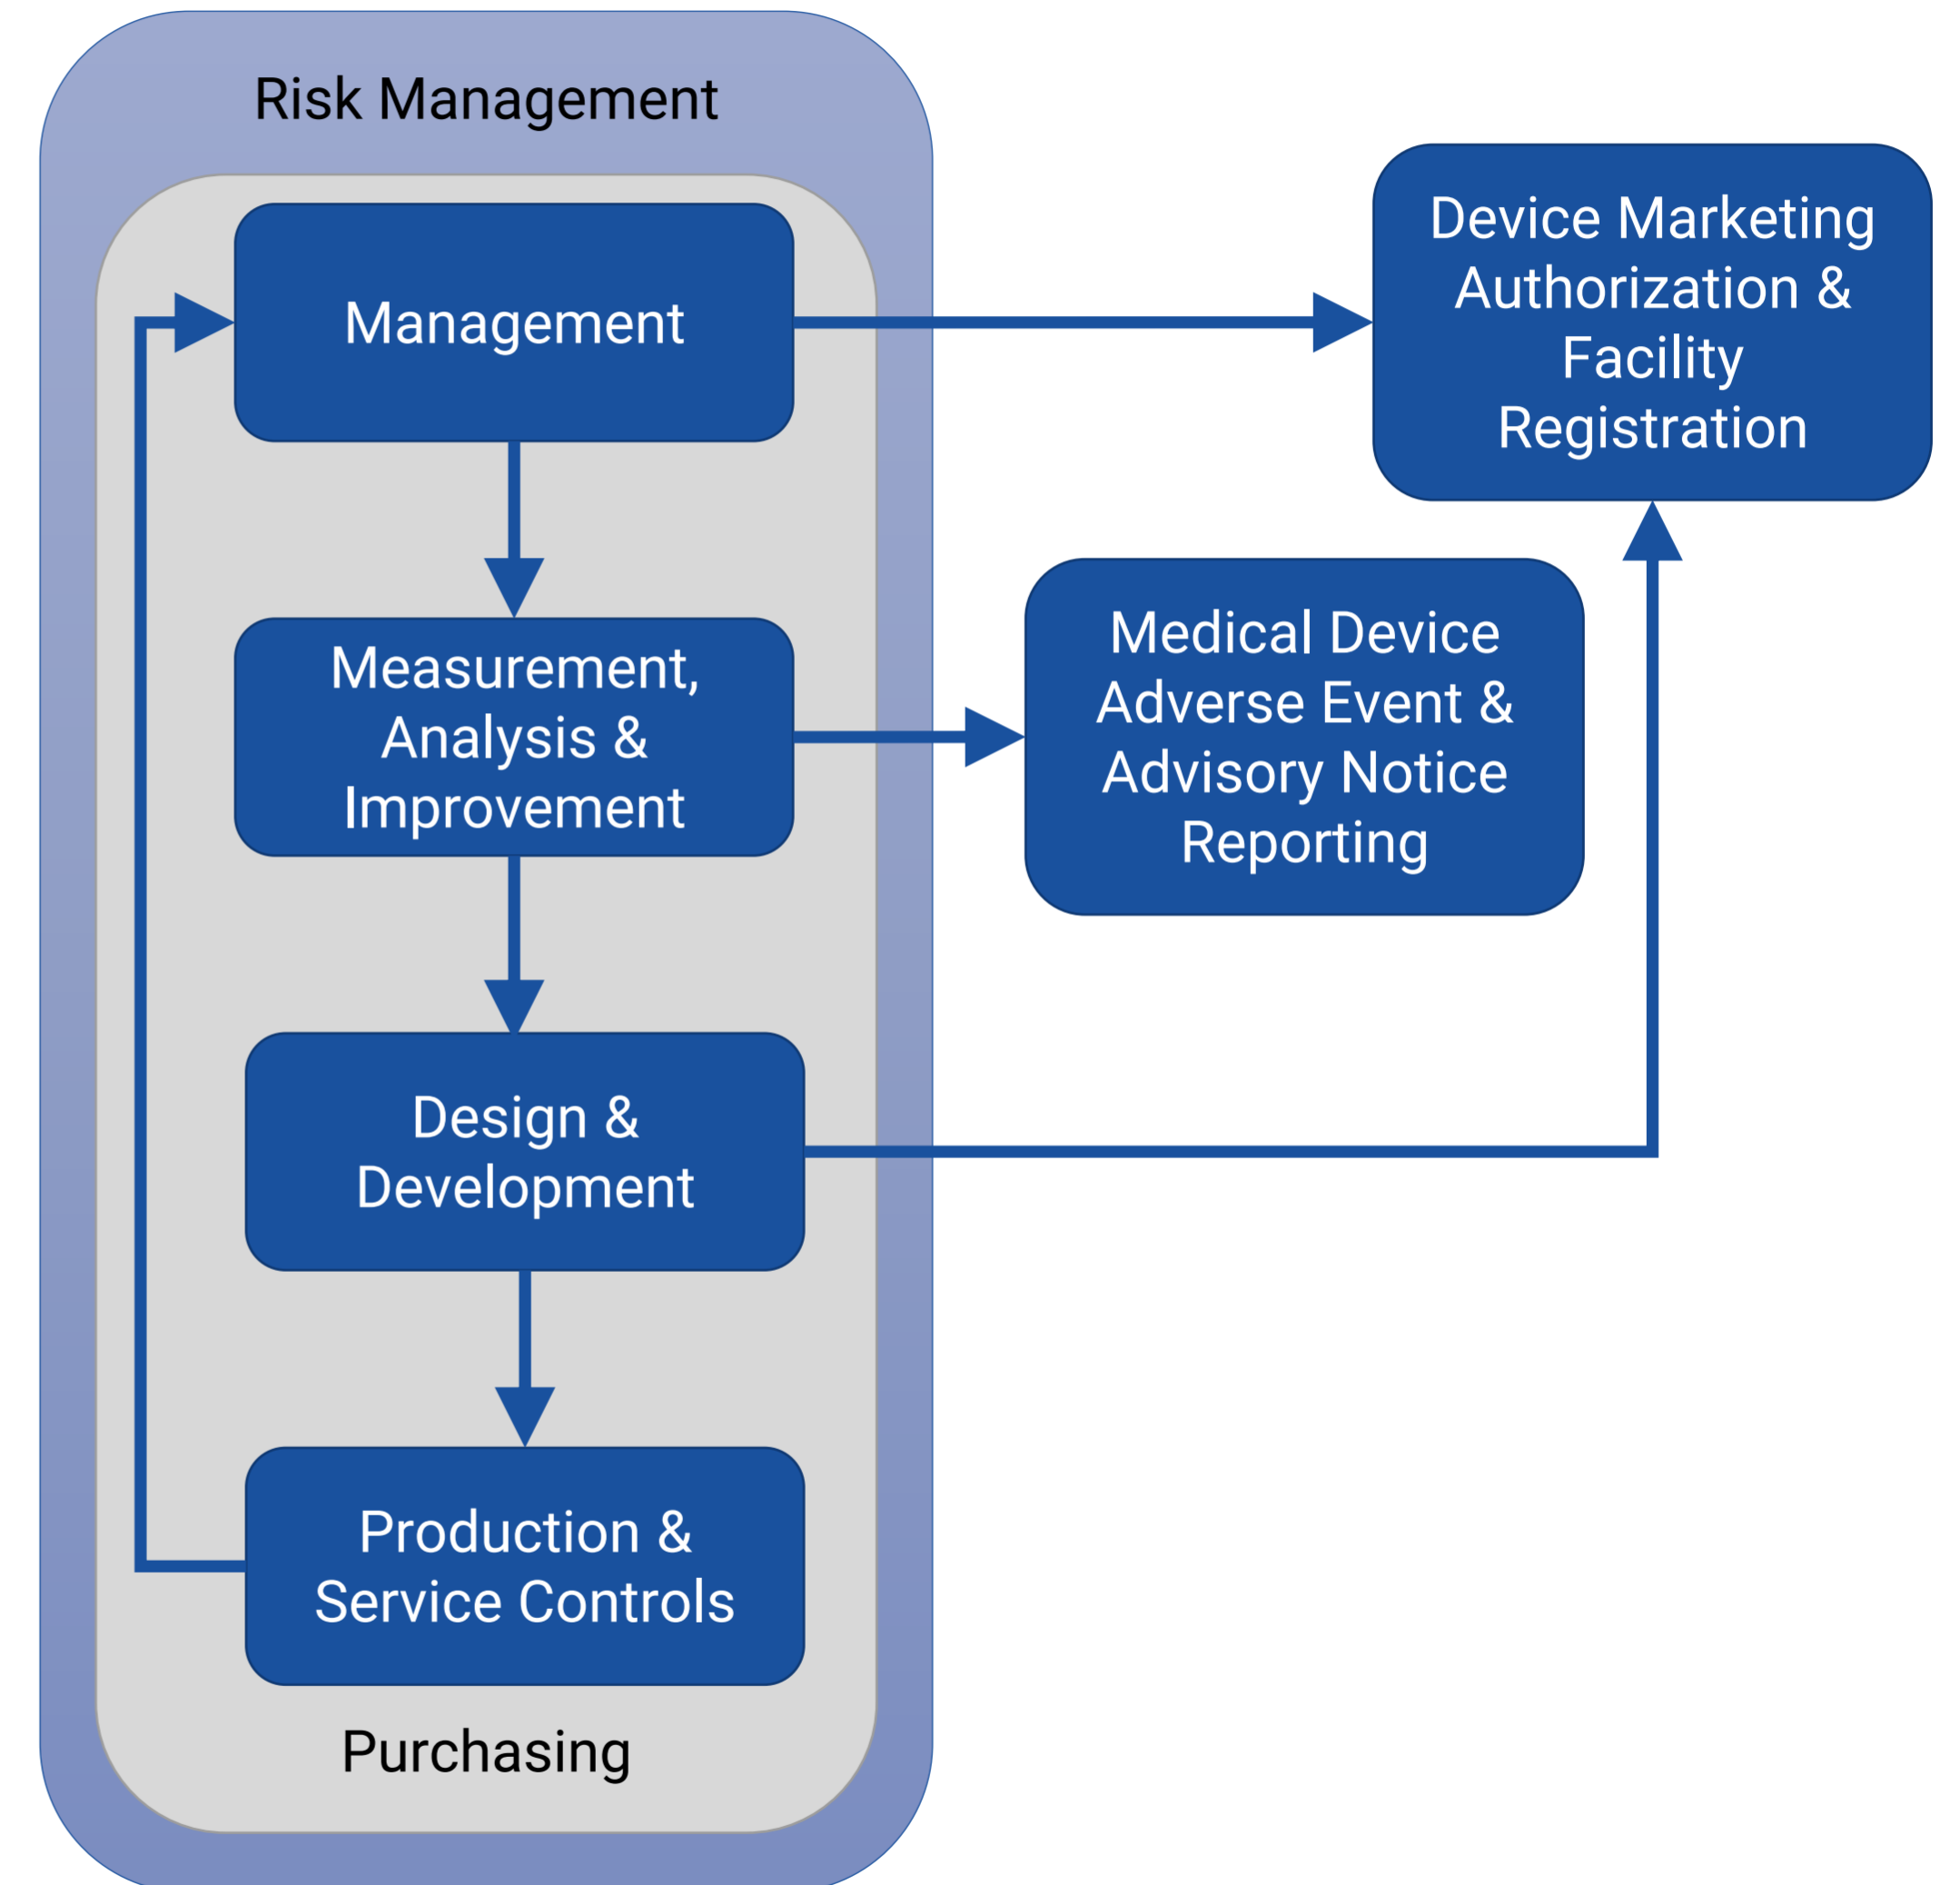 Risk Management
Management
Device Marketing
Authorization &
Facility
Registration
Measurement,
Analysis &
Improvement
Medical Device
Adverse Event &
Advisory Notice
Reporting
Design &
Development
Production &
Service Controls
Purchasing